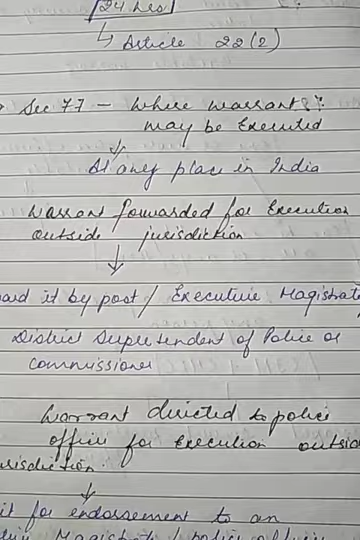 24 hrs
↳ Article 22(2)
Sec 77 - Where warrant
may be Executed
↓
At any place in India
Warrant forwarded for Execution
outside jurisdiction
↓
ard it by post / Executive Magistrate
District Superintendent of Police or
Commissioner
Warrant directed to police
officer for Execution outsid
urisdiction.
↓
it for endorsement to an
Magistrate / police officer